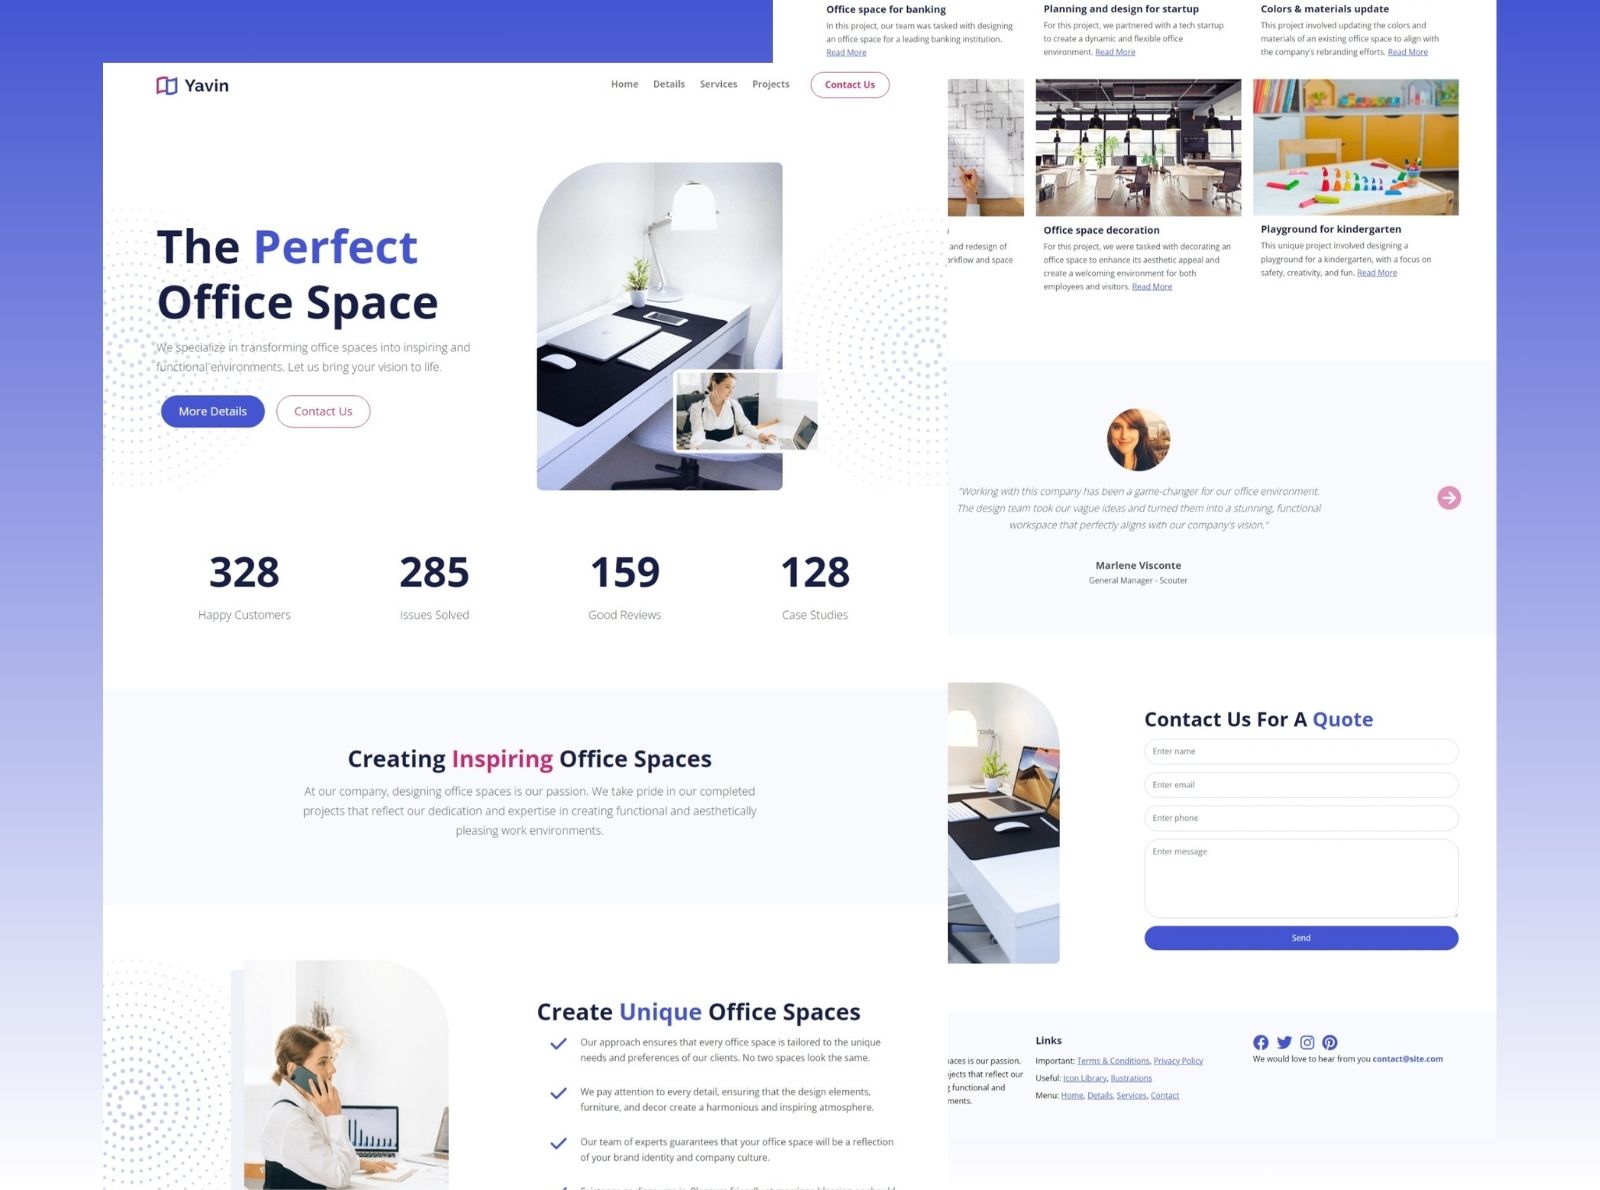 Yavin
Home Details Services Projects Contact Us
The Perfect
Office Space
We specialize in transforming office spaces into inspiring and
functional environments. Let us bring your vision to life.
More Details Contact Us
328
Happy Customers
285
Issues Solved
159
Good Reviews
128
Case Studies
Creating Inspiring Office Spaces
At our company, designing office spaces is our passion. We take pride in our completed
projects that reflect our dedication and expertise in creating functional and aesthetically
pleasing work environments.
Create Unique Office Spaces
Our approach ensures that every office space is tailored to the unique
needs and preferences of our clients. No two spaces look the same.
We pay attention to every detail, ensuring that the design elements,
furniture, and decor create a harmonious and inspiring atmosphere.
Our team of experts guarantees that your office space will be a reflection
of your brand identity and company culture.
Office space for banking
In this project, our team was tasked with designing
an office space for a leading banking institution.
Read More
Planning and design for startup
For this project, we partnered with a tech startup
to create a dynamic and flexible office
environment. Read More
Colors & materials update
This project involved updating the colors and
materials of an existing office space to align with
the company's rebranding efforts. Read More
and redesign of
orkflow and space
Office space decoration
For this project, we were tasked with decorating an
office space to enhance its aesthetic appeal and
create a welcoming environment for both
employees and visitors. Read More
Playground for kindergarten
This unique project involved designing a
playground for a kindergarten, with a focus on
safety, creativity, and fun. Read More
"Working with this company has been a game-changer for our office environment.
The design team took our vague ideas and turned them into a stunning, functional
workspace that perfectly aligns with our company's vision."
Marlene Visconte
General Manager - Scouter
Contact Us For A Quote
Enter name
Enter email
Enter phone
Enter message
Send
paces is our passion.
ojects that reflect our
g functional and
nments.
Links
Important: Terms & Conditions, Privacy Policy
Useful: Icon Library, Ilustrations
Menu: Home, Details, Services, Contact
We would love to hear from you contact@site.com